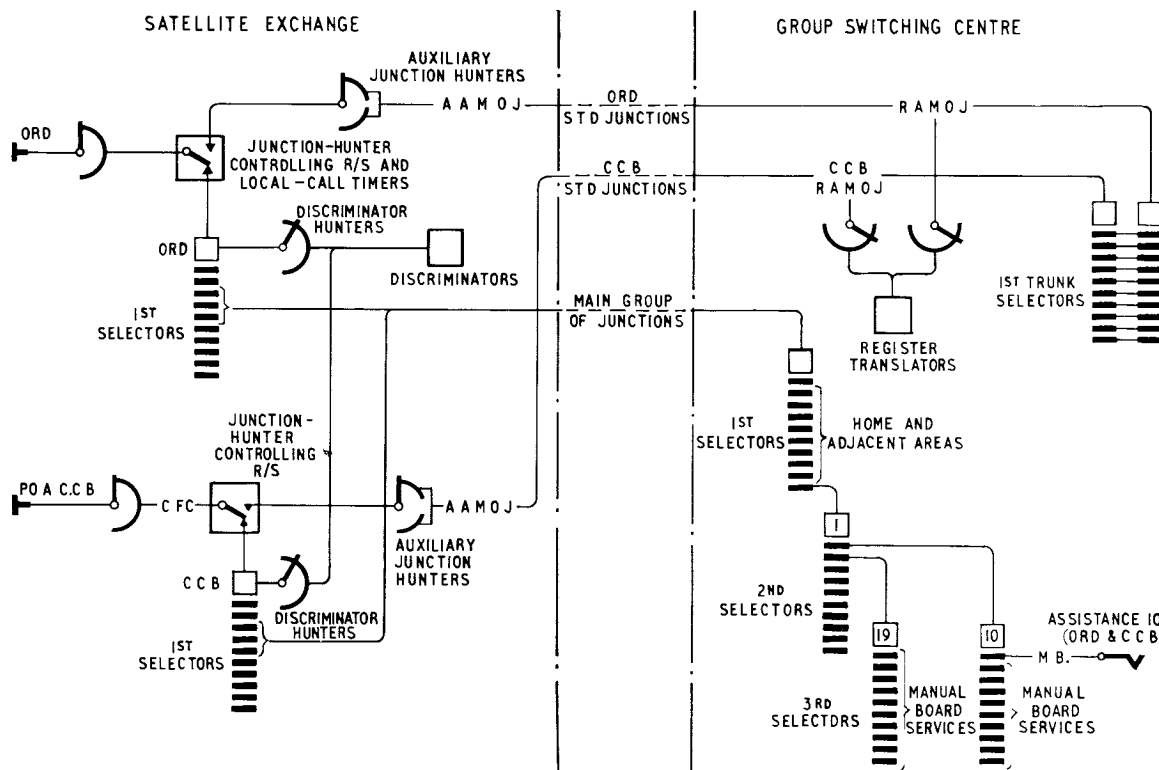 SATELLITE EXCHANGE
GROUP SWITCHING CENTRE
AUXILIARY
JUNCTION HUNTERS
AAMOJ
ORD
STD JUNCTIONS
RAMOJ
ORD
JUNCTION-HUNTER
CONTROLLING R/S AND
LOCAL-CALL TIMERS
CCB
STD JUNCTIONS
CCB
RAMOJ
DISCRIMINATOR
HUNTERS
ORD
DISCRIMINATORS
1ST
SELECTORS
MAIN GROUP
OF JUNCTIONS
1ST TRUNK
SELECTORS
REGISTER
TRANSLATORS
JUNCTION-
HUNTER
CONTROLLING
R/S
1ST
SELECTORS
HOME AND
ADJACENT AREAS
POA C.C.B
CFC
AAMOJ
AUXILIARY
JUNCTION
HUNTERS
1
CCB
DISCRIMINATOR
HUNTERS
1ST
SELECTORS
2ND
SELECTORS
19
10
ASSISTANCE 10
(ORD & CCB
M B.
3RD
SELECTORS
MANUAL
BOARD
SERVICES
MANUAL
BOARD
SERVICES